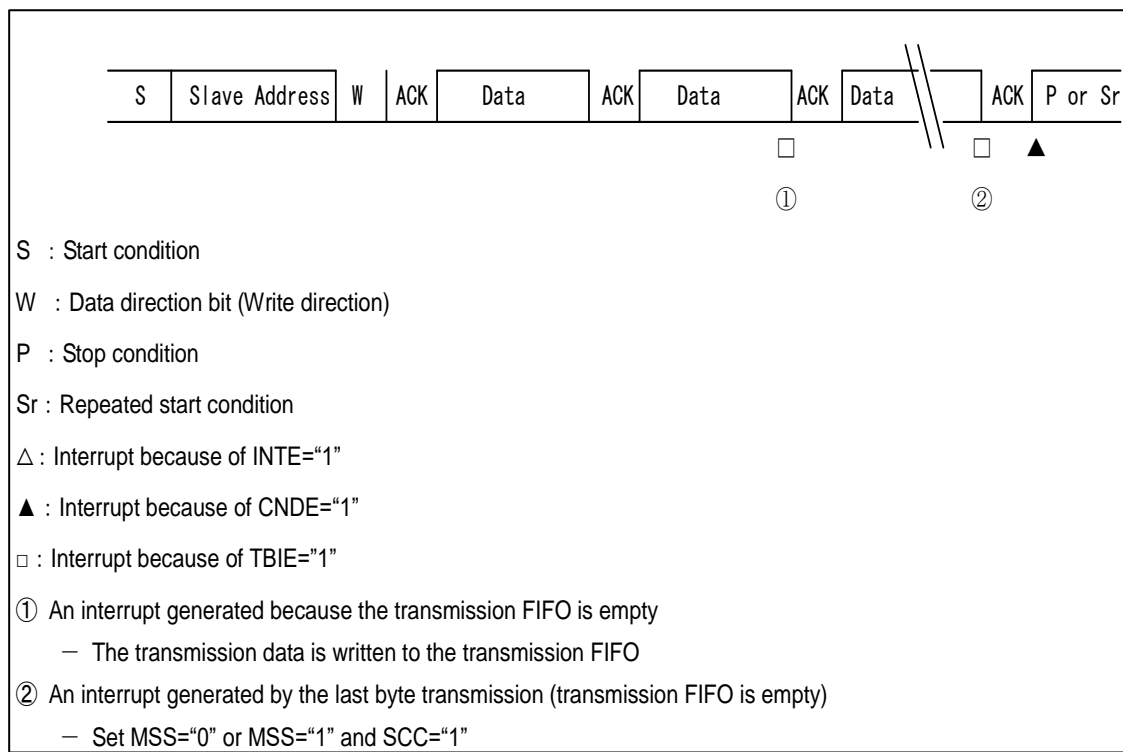 S Slave Address W ACK Data ACK Data ACK Data ACK P or Sr
□ □ ▲
① ②
S : Start condition
W : Data direction bit (Write direction)
P : Stop condition
Sr : Repeated start condition
△ : Interrupt because of INTE=“1”
▲ : Interrupt because of CNDE=“1”
□ : Interrupt because of TBIE=”1”
① An interrupt generated because the transmission FIFO is empty
－ The transmission data is written to the transmission FIFO
② An interrupt generated by the last byte transmission (transmission FIFO is empty)
－ Set MSS=“0” or MSS=“1” and SCC=“1”